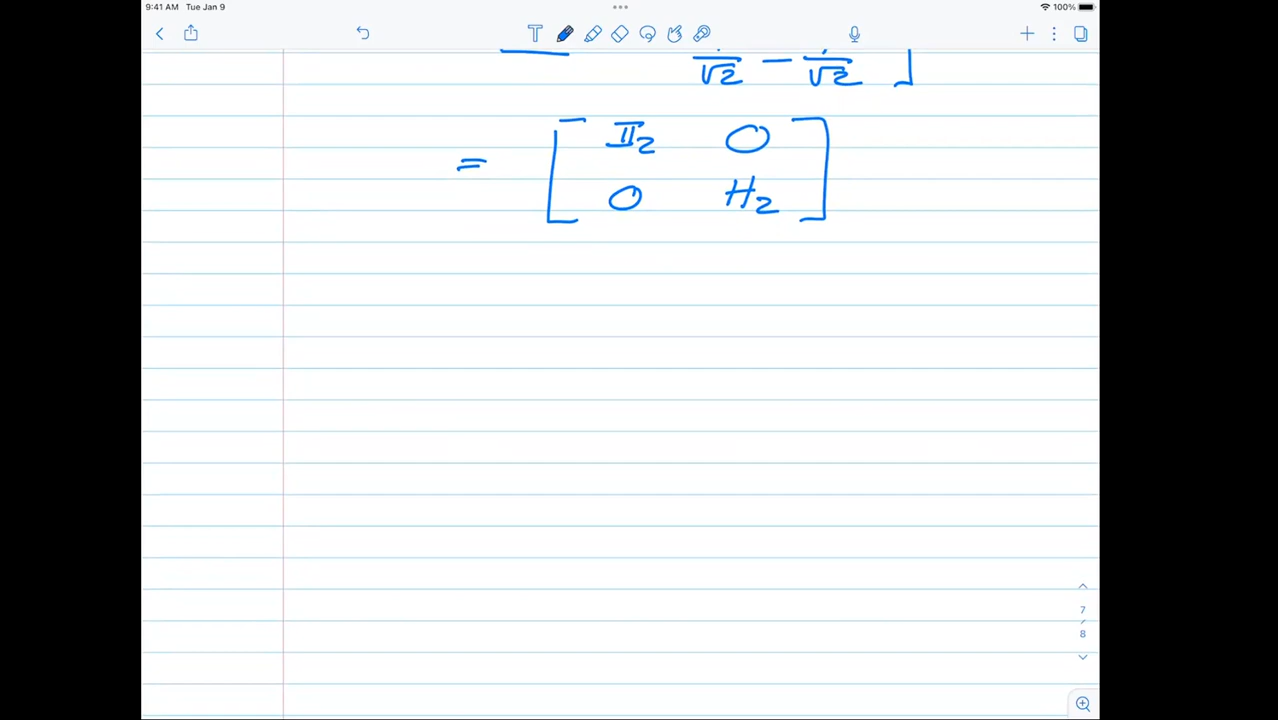 9:41 AM Tue Jan 9
100%
T
√2 − √2
𝕀2 0
=
0 H2
7
/
8